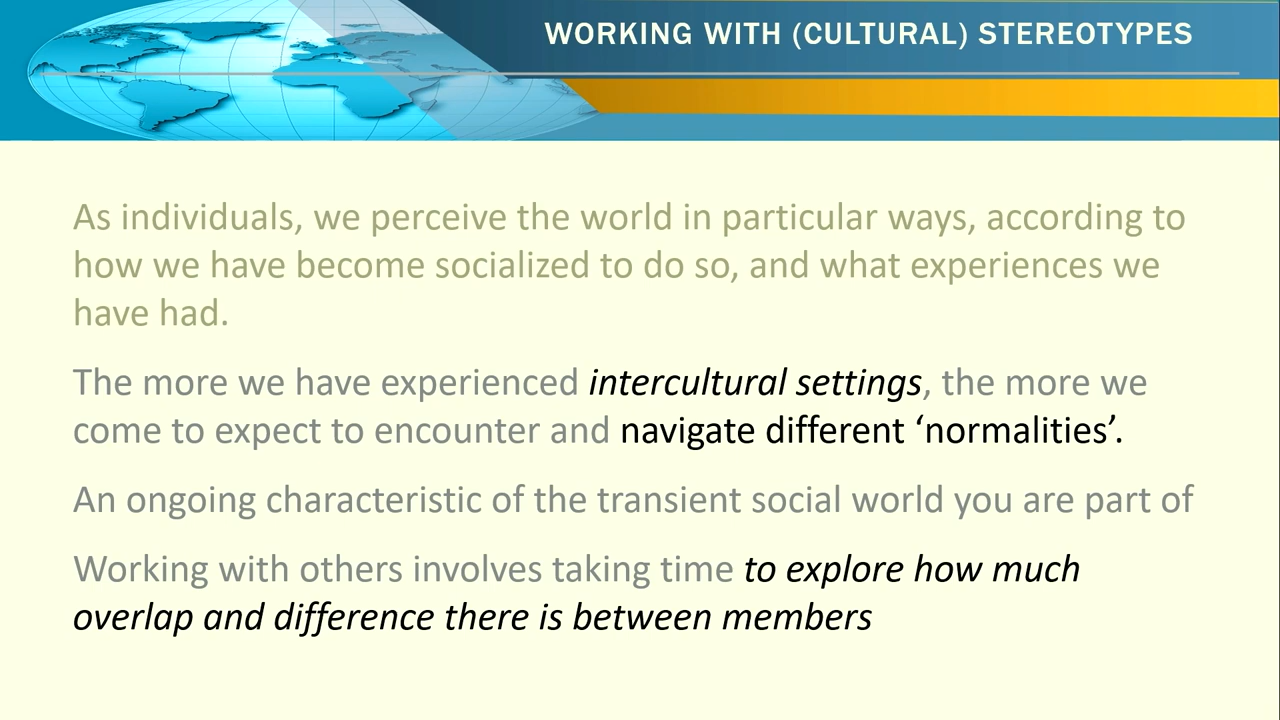 WORKING WITH (CULTURAL) STEREOTYPES
As individuals, we perceive the world in particular ways, according to
how we have become socialized to do so, and what experiences we
have had.
The more we have experienced intercultural settings, the more we
come to expect to encounter and navigate different ‘normalities’.
An ongoing characteristic of the transient social world you are part of
Working with others involves taking time to explore how much
overlap and difference there is between members